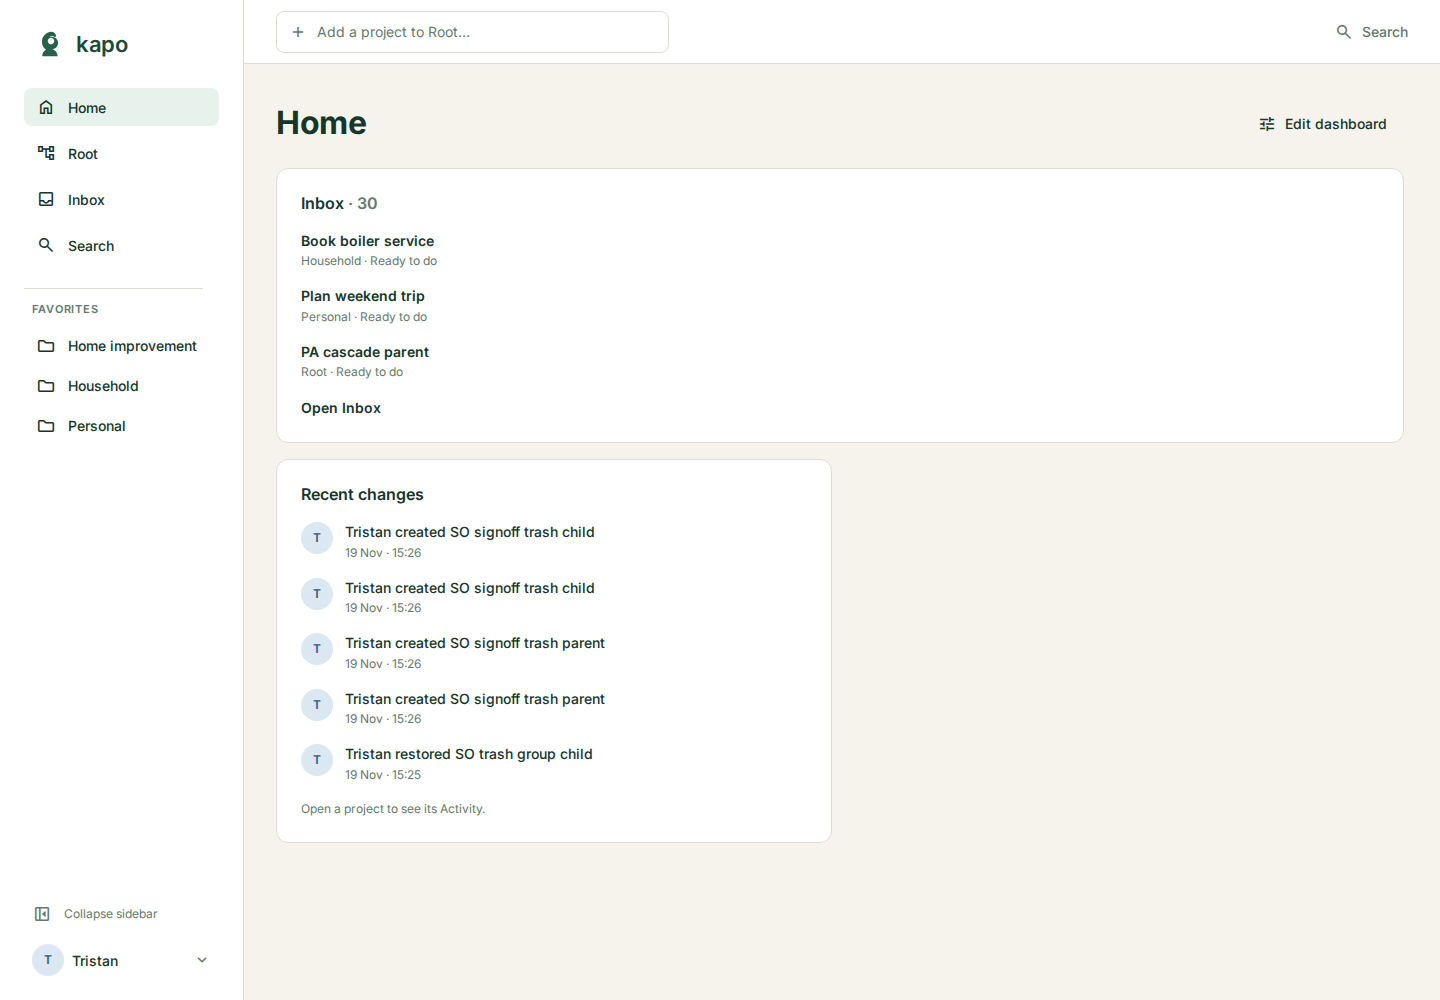 kapo
Home
Root
Inbox
Search
FAVORITES
Home improvement
Household
Personal
Collapse sidebar
T
Tristan
Add a project to Root...
Search
Home
Edit dashboard
Inbox · 30
Book boiler service
Household · Ready to do
Plan weekend trip
Personal · Ready to do
PA cascade parent
Root · Ready to do
Open Inbox
Recent changes
T
Tristan created SO signoff trash child
19 Nov · 15:26
T
Tristan created SO signoff trash child
19 Nov · 15:26
T
Tristan created SO signoff trash parent
19 Nov · 15:26
T
Tristan created SO signoff trash parent
19 Nov · 15:26
T
Tristan restored SO trash group child
19 Nov · 15:25
Open a project to see its Activity.